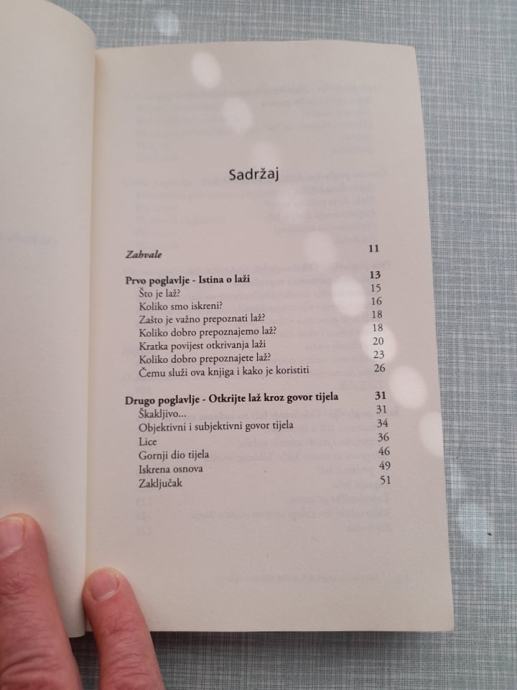 Sadržaj
Zahvale 11
Prvo poglavlje - Istina o laži 13
Što je laž? 15
Koliko smo iskreni? 16
Zašto je važno prepoznati laž? 18
Koliko dobro prepoznajemo laž? 18
Kratka povijest otkrivanja laži 20
Koliko dobro prepoznajete laž? 23
Čemu služi ova knjiga i kako je koristiti 26
Drugo poglavlje - Otkrijte laž kroz govor tijela 31
Škakljivo... 31
Objektivni i subjektivni govor tijela 34
Lice 36
Gornji dio tijela 46
Iskrena osnova 49
Zaključak 51